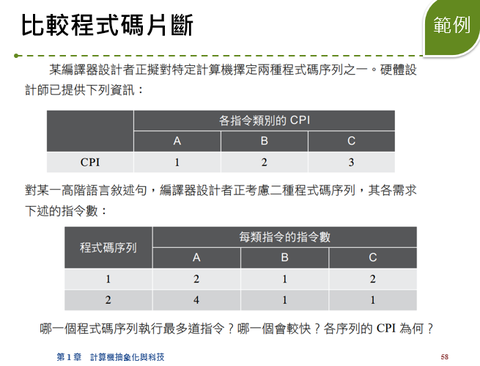 比較程式碼片斷
範例
某編譯器設計者正擬對特定計算機擇定兩種程式碼序列之一。硬體設
計師已提供下列資訊：
各指令類別的 CPI
A B C
CPI 1 2 3
對某一高階語言敘述句，編譯器設計者正考慮二種程式碼序列，其各需求
下述的指令數：
程式碼序列 每類指令的指令數
A B C
1 2 1 2
2 4 1 1
哪一個程式碼序列執行最多道指令？哪一個會較快？各序列的 CPI 為何？
第 1 章 計算機抽象化與科技
58